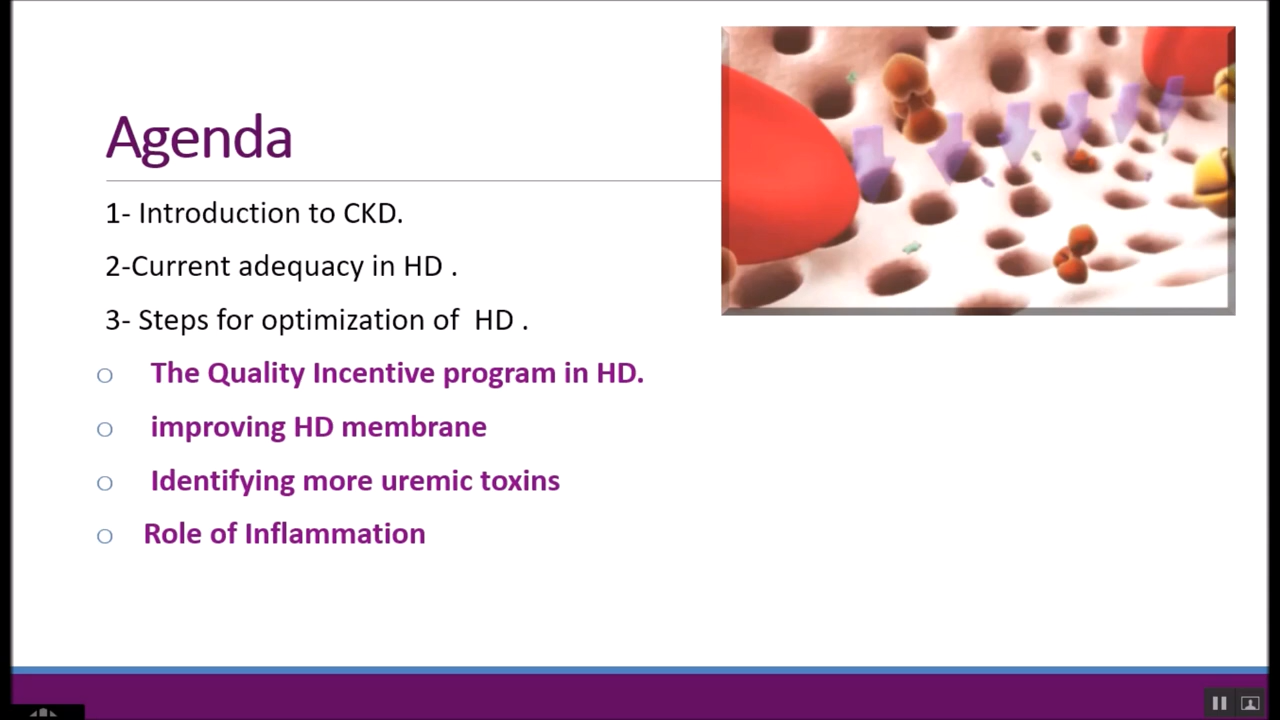 Agenda
1- Introduction to CKD.
2-Current adequacy in HD .
3- Steps for optimization of  HD .
o The Quality Incentive program in HD.
o improving HD membrane
o Identifying more uremic toxins
o Role of Inflammation